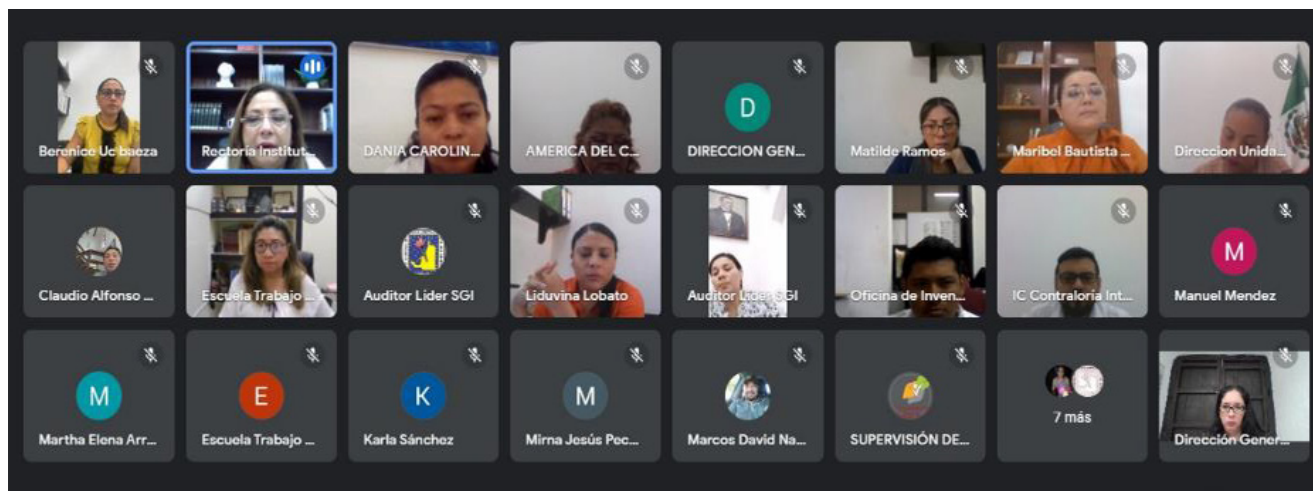 Berenice Uc baeza
Rectoría Institut...
DANIA CAROLIN...
AMERICA DEL C...
D
DIRECCION GEN...
Matilde Ramos
Maribel Bautista ...
Direccion Unida...
Claudio Alfonso ...
Escuela Trabajo ...
Auditor Lider SGI
Liduvina Lobato
Auditor Lider SGI
Oficina de Inven...
IC Contraloría Int...
M
Manuel Mendez
M
Martha Elena Arr...
E
Escuela Trabajo ...
K
Karla Sánchez
M
Mirna Jesús Pec...
Marcos David Na...
SUPERVISIÓN DE...
7 más
Dirección Gener...